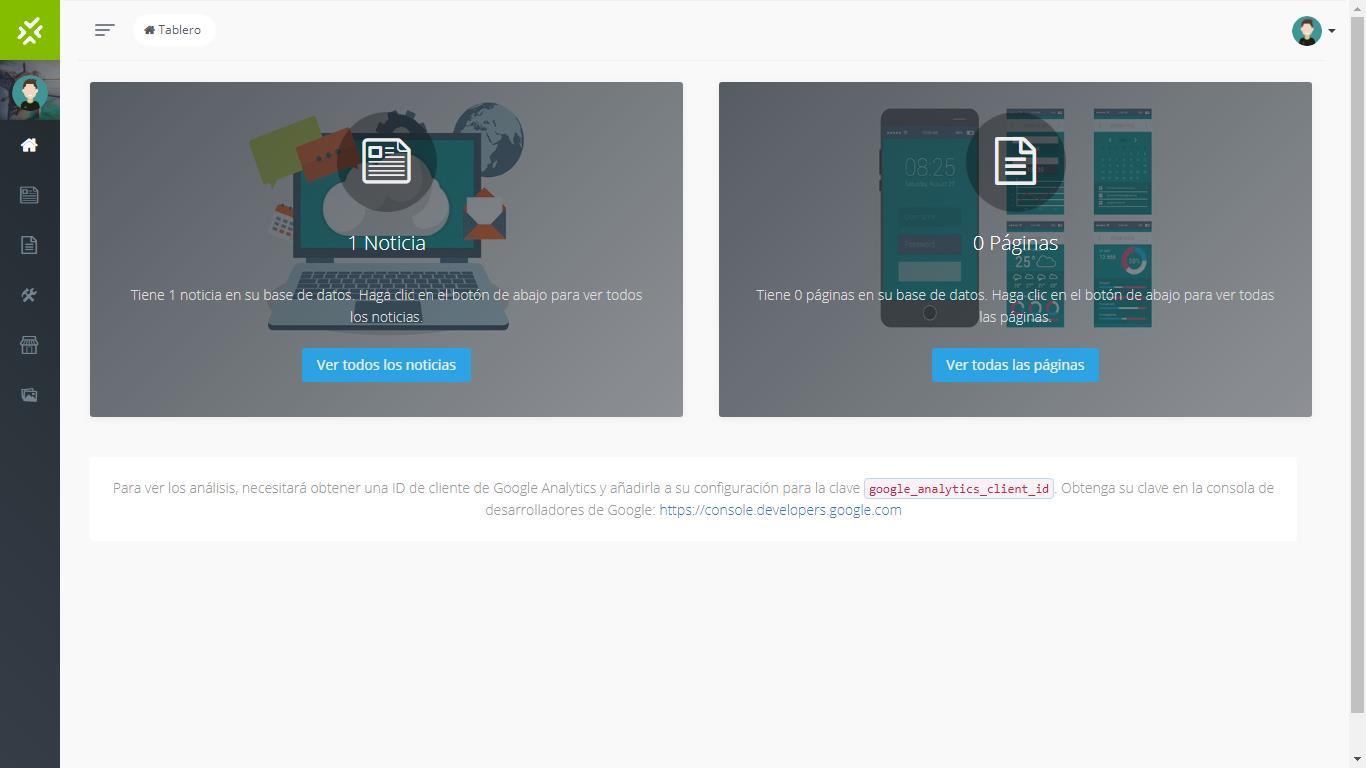 Tablero
1 Noticia
Tiene 1 noticia en su base de datos. Haga clic en el botón de abajo para ver todos
los noticias.
Ver todos los noticias
08:25
0 Páginas
Tiene 0 páginas en su base de datos. Haga clic en el botón de abajo para ver todas
las páginas.
Ver todas las páginas
Para ver los análisis, necesitará obtener una ID de cliente de Google Analytics y añadirla a su configuración para la clave google_analytics_client_id. Obtenga su clave en la consola de
desarrolladores de Google: https://console.developers.google.com